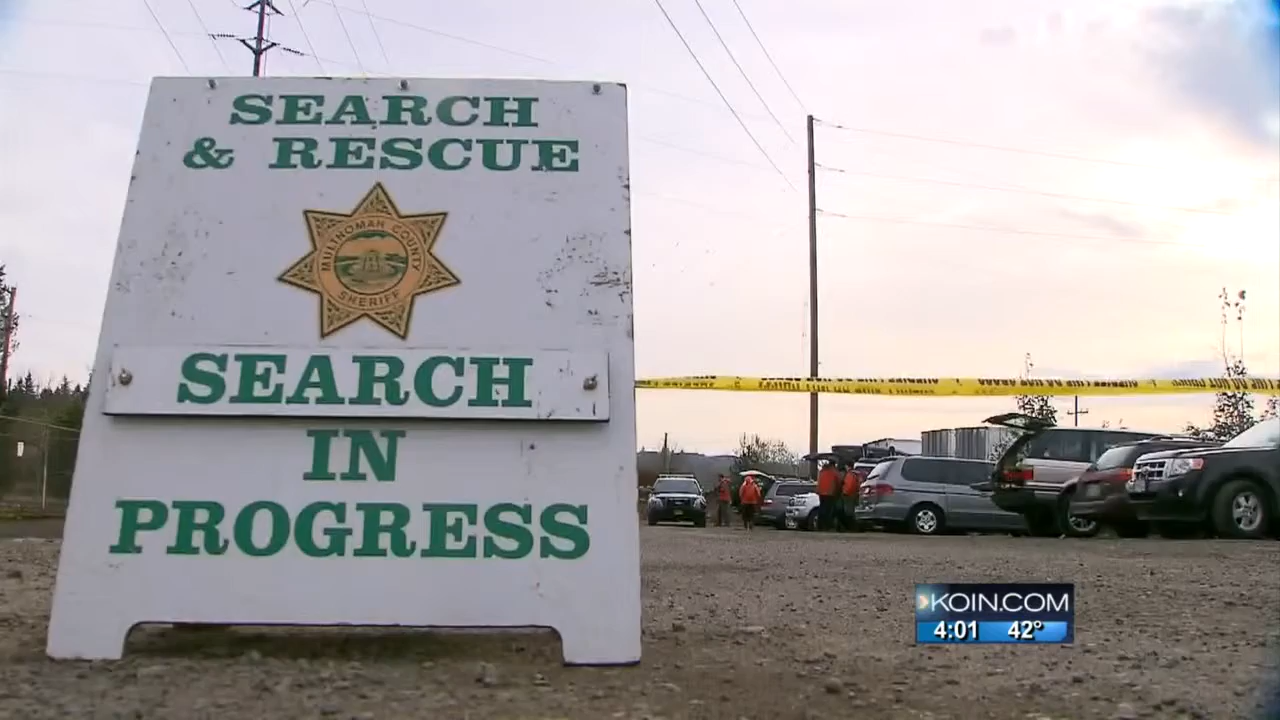 SEARCH
& RESCUE
MULTNOMAH COUNTY
SHERIFF
SEARCH
IN
PROGRESS
KOIN.COM
4:01 42°